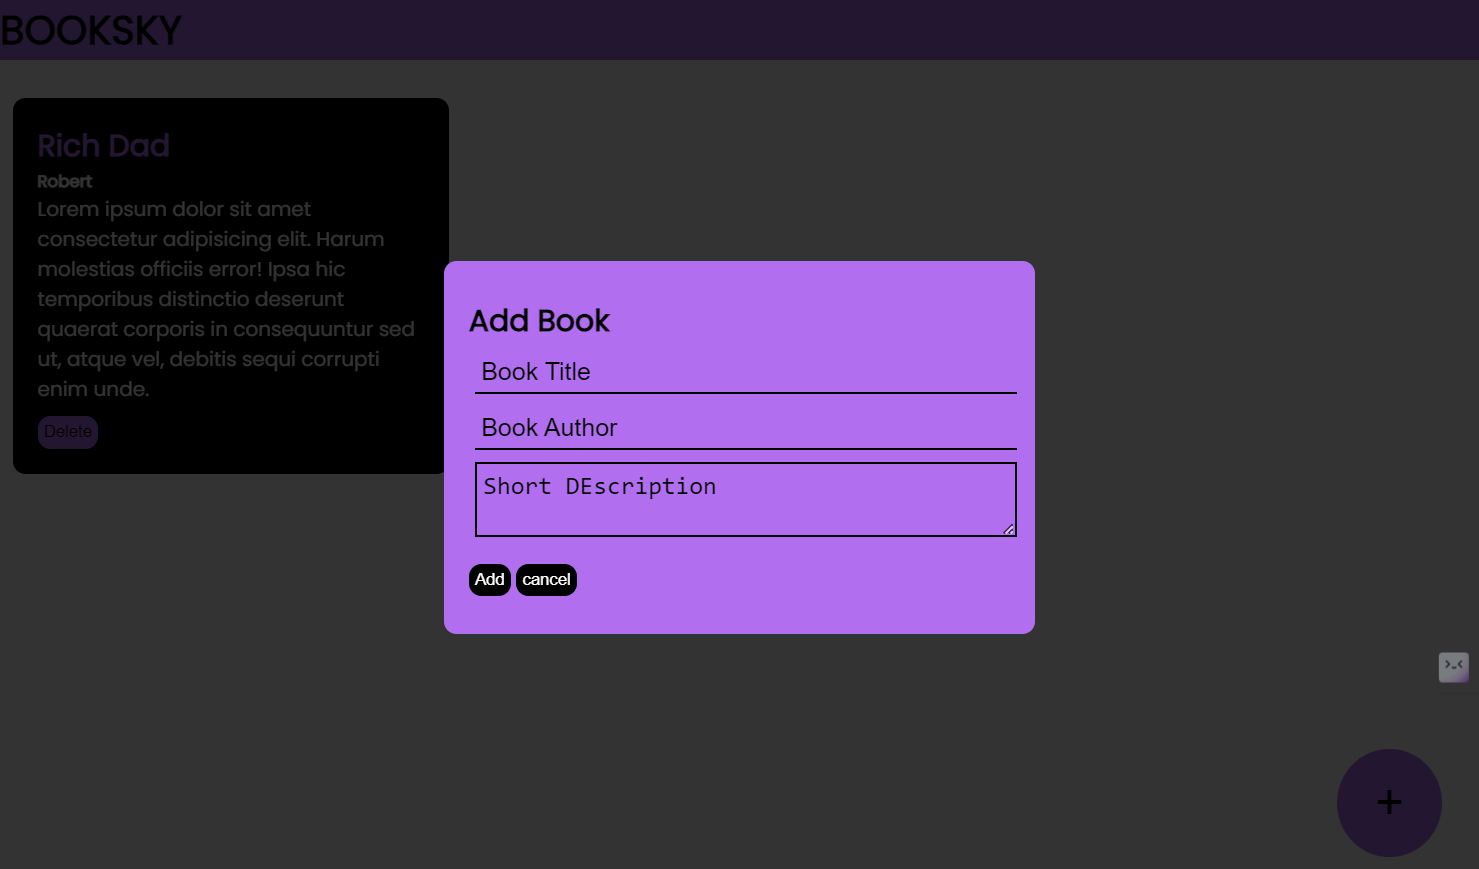 BOOKSKY
Rich Dad
Robert
Lorem ipsum dolor sit amet
consectetur adipisicing elit. Harum
molestias officiis error! Ipsa hic
temporibus distinctio deserunt
quaerat corporis in consequuntur sed
ut, atque vel, debitis sequi corrupti
enim unde.
Delete
Add Book
Book Title
Book Author
Short DEscription
Add cancel
+